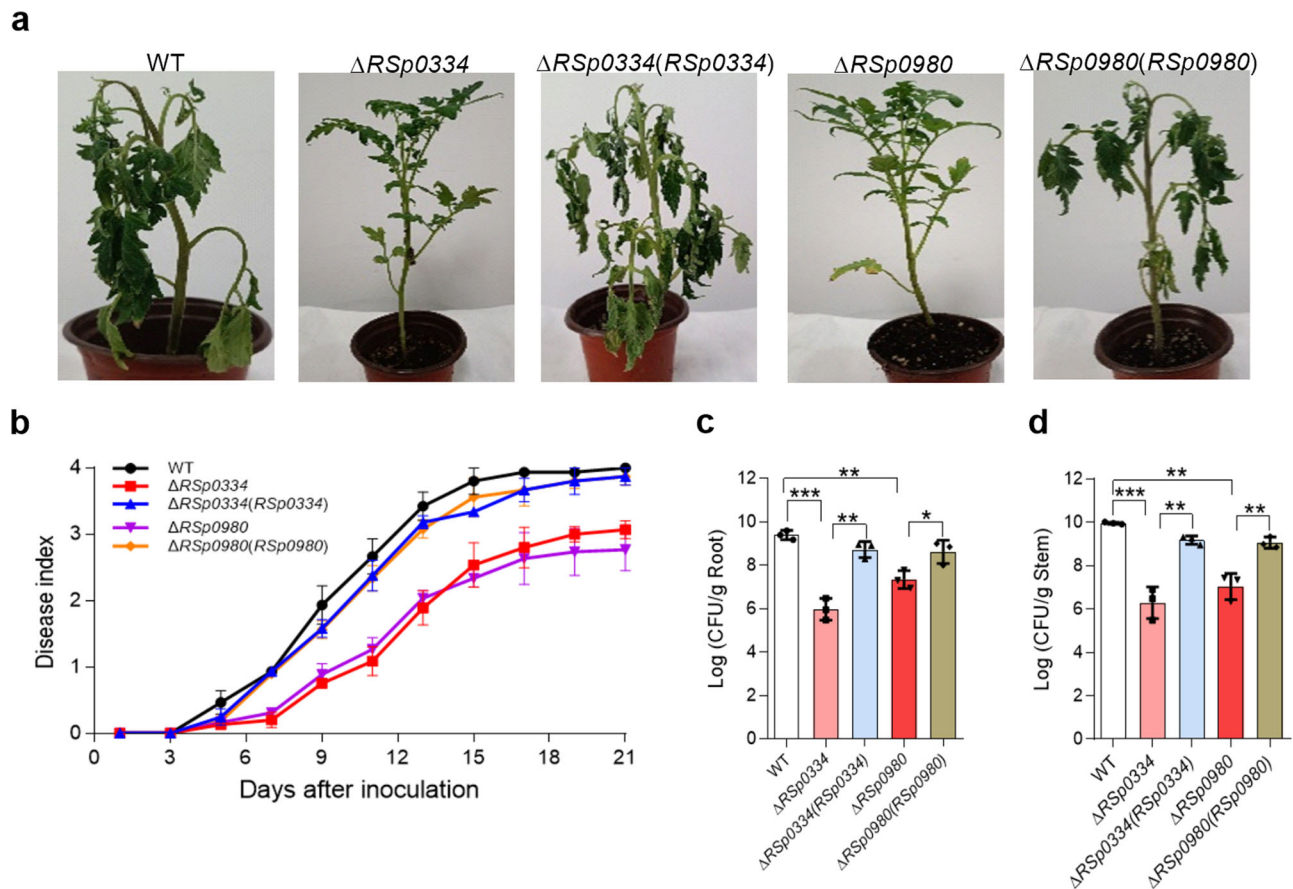 a
WT
ΔRSp0334
ΔRSp0334(RSp0334)
ΔRSp0980
ΔRSp0980(RSp0980)
b
WT
ΔRSp0334
ΔRSp0334(RSp0334)
ΔRSp0980
ΔRSp0980(RSp0980)
Disease index
4
3
2
1
0
0 3 6 9 12 15 18 21
Days after inoculation
c
Log (CFU/g Root)
12
10
8
6
4
2
0
**
***
**
*
WT
ΔRSp0334
ΔRSp0334(RSp0334)
ΔRSp0980
ΔRSp0980(RSp0980)
d
Log (CFU/g Stem)
12
10
8
6
4
2
0
**
***
**
**
WT
ΔRSp0334
ΔRSp0334(RSp0334)
ΔRSp0980
ΔRSp0980(RSp0980)